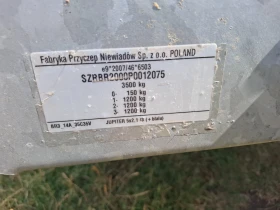 Fabryka Przyczep Niewiadów Sp. z o.o. POLAND
e9*2007/46*6503
SZRBR2000P0012075
3500 kg
0- 150 kg
1- 1200 kg
2- 1200 kg
3- 1200 kg
JUPITER